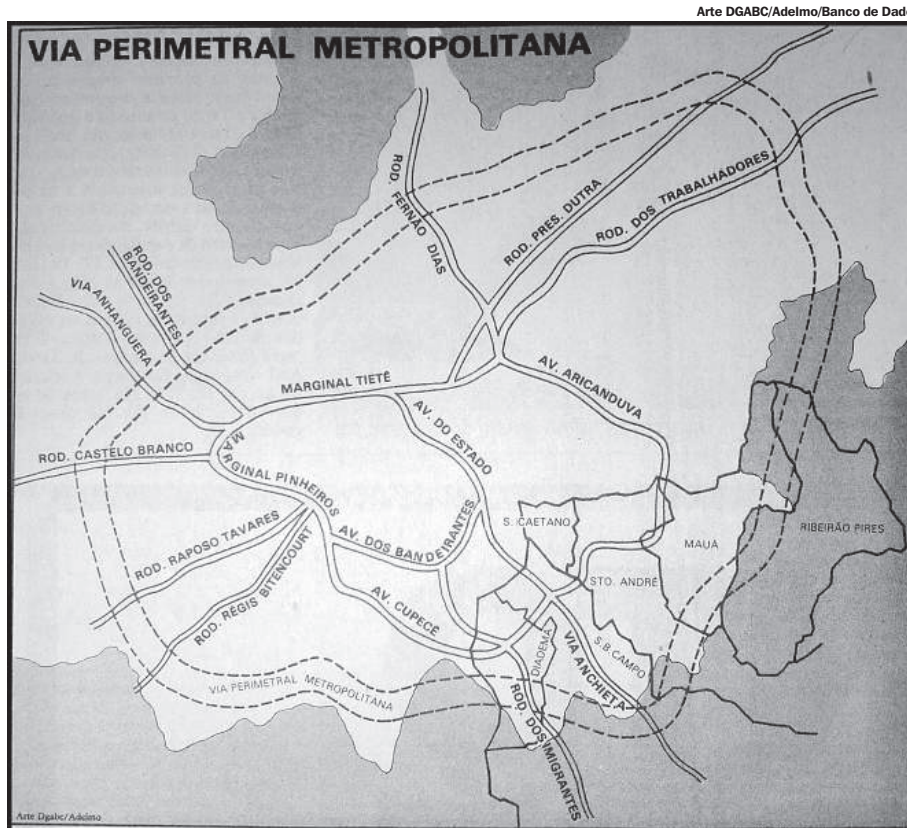 Arte DGABC/Adelmo/Banco de Dado
VIA PERIMETRAL METROPOLITANA
ROD. FERNÃO DIAS
ROD. PRES. DUTRA
ROD. DOS TRABALHADORES
ROD. DOS
BANDEIRANTES
VIA ANHANGUERA
MARGINAL TIETÊ
AV. ARICANDUVA
AV. DO ESTADO
ROD. CASTELO BRANCO
MARGINAL PINHEIROS
AV. DOS BANDEIRANTES
S. CAETANO
RIBEIRÃO PIRES
MAUÁ
ROD. RAPOSO TAVARES
ROD. RÉGIS BITENCOURT
STO. ANDRÉ
AV. CUPECÊ
DIADEMA
S.B. CAMPO
VIA ANCHIETA
VIA PERIMETRAL METROPOLITANA
ROD. DOS IMIGRANTES
Arte Dgabc/Adelmo